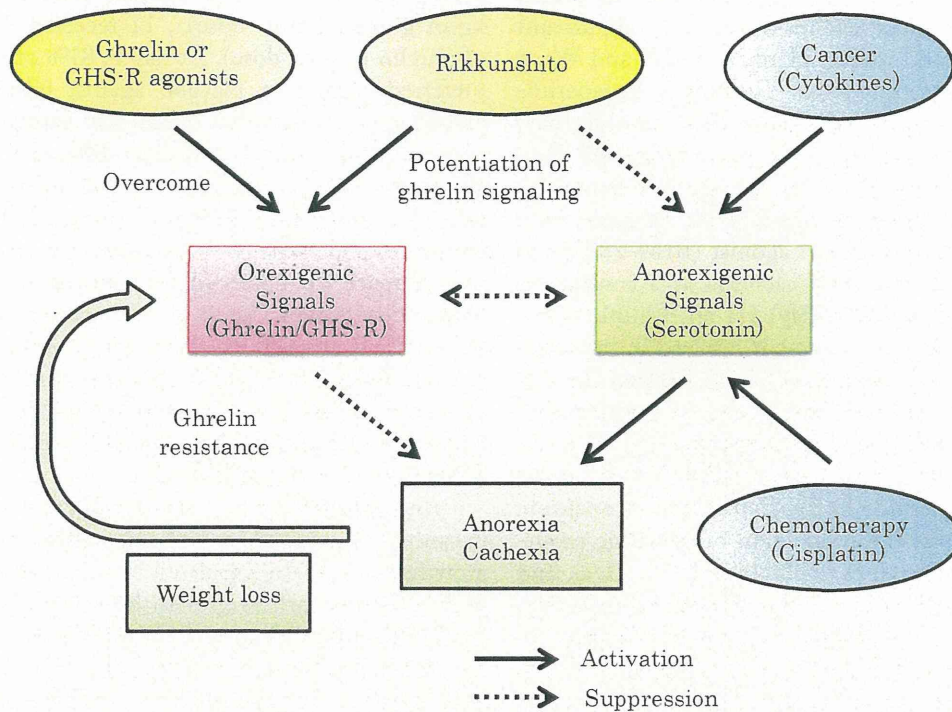 Ghrelin or
GHS-R agonists
Rikkunshito
Cancer
(Cytokines)
Overcome
Potentiation of
ghrelin signaling
Orexigenic
Signals
(Ghrelin/GHS-R)
Anorexigenic
Signals
(Serotonin)
Ghrelin
resistance
Anorexia
Cachexia
Chemotherapy
(Cisplatin)
Weight loss
Activation
Suppression